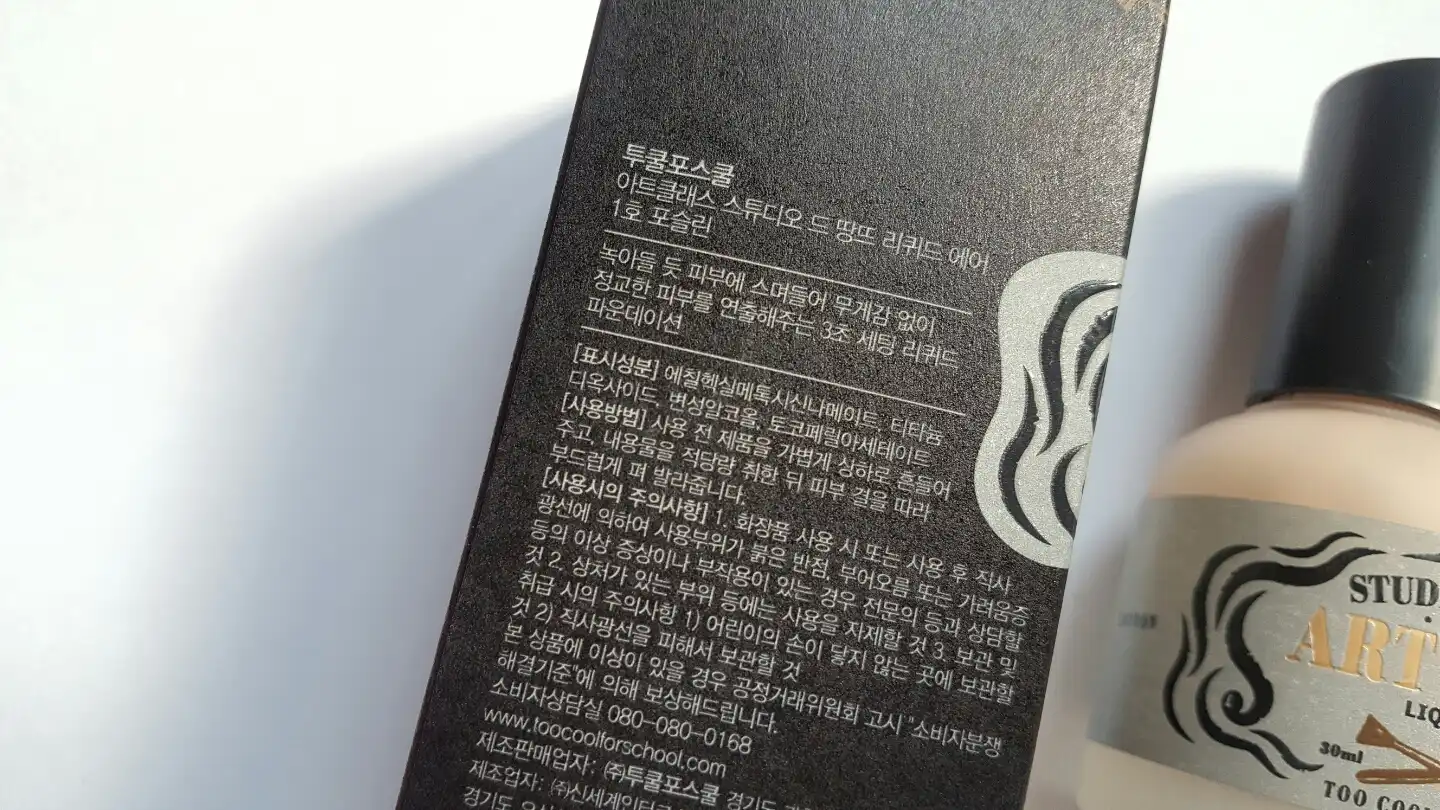 투쿨포스쿨
아트클래스 스튜디오 드 땅뜨 리퀴드 에어
1호 포슬린
녹아들 듯 피부에 스며들어 무게감 없이
정교한 피부를 연출해주는 3초 세팅 리퀴드
파운데이션
[표시성분] 에칠헥실메톡시신나메이트, 티타늄
디옥사이드, 변성알코올, 토코페릴아세테이트
[사용방법] 사용 전 제품을 가볍게 상하로 흔들어
주고, 내용물을 적당량 취한 뒤 피부 결을 따라
부드럽게 펴 발라줍니다.
[사용시의 주의사항] 1. 화장품 사용 시 또는 사용 후 직사
광선에 의하여 사용부위가 붉은 반점, 부어오름 또는 가려움증
등의 이상 증상이나 부작용이 있는 경우 전문의 등과 상담할
것 2. 상처가 있는 부위 등에는 사용을 자제할 것 3. 보관 및
취급 시의 주의사항 1) 어린이의 손이 닿지 않는 곳에 보관할
것 2) 직사광선을 피해서 보관할 것
본 상품에 이상이 있을 경우 공정거래위원회 고시 "소비자분쟁
해결기준"에 의해 보상해드립니다.
소비자상담실 080-080-0168
www.toocoolforschool.com
제조판매업자: ㈜투쿨포스쿨 경기도
제조업자: ㈜신세계인터
경기도
STUD
ART
LIQ
30ml
TOO COO